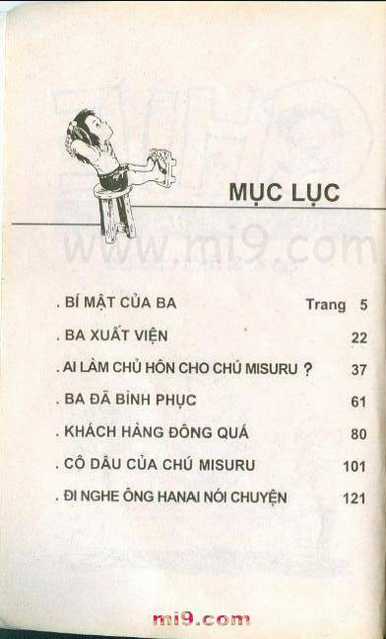 MỤC LỤC
www.mi9.com
. BÍ MẬT CỦA BA Trang 5
. BA XUẤT VIỆN 22
. AI LÀM CHỦ HÔN CHO CHÚ MISURU ? 37
. BA ĐÃ BÌNH PHỤC 61
. KHÁCH HÀNG ĐÔNG QUÁ 80
. CÔ DÂU CỦA CHÚ MISURU 101
. ĐI NGHE ÔNG HANAI NÓI CHUYỆN 121
mi9.com